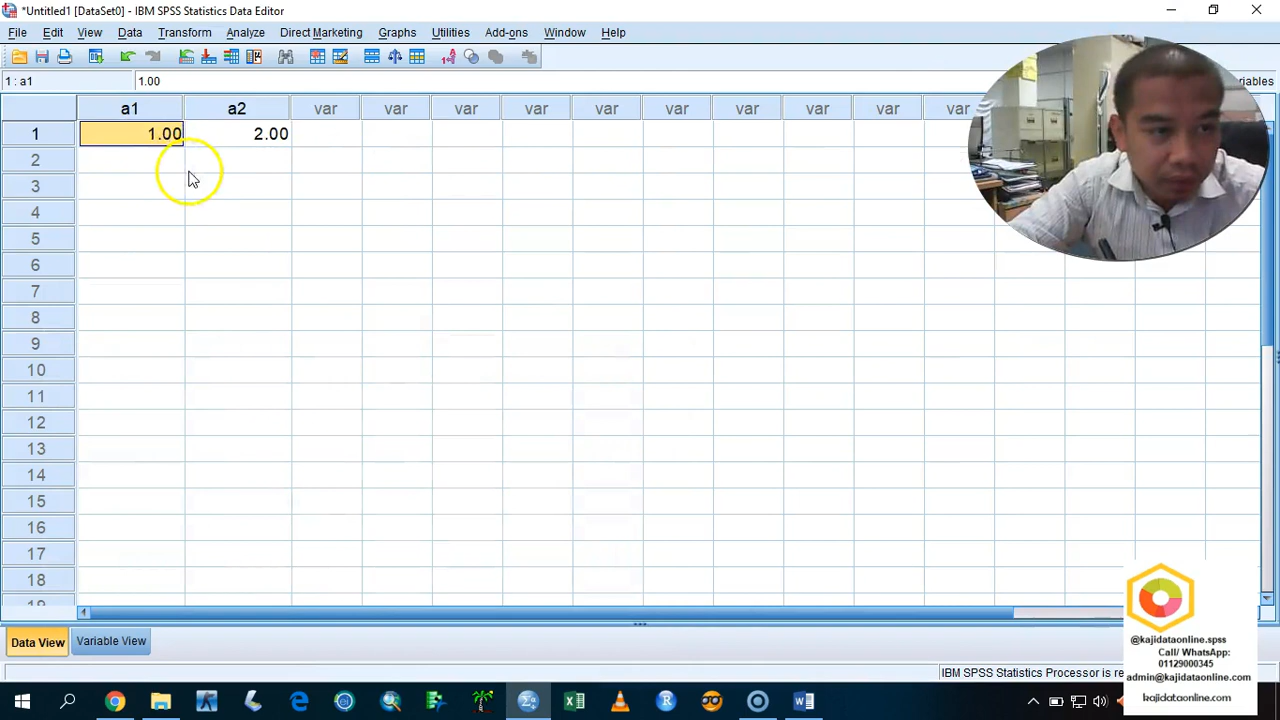 *Untitled1 [DataSet0] - IBM SPSS Statistics Data Editor
File Edit View Data Transform Analyze Direct Marketing Graphs Utilities Add-ons Window Help
1 : a1 1.00
a1 a2 var var var var var var var var var var
1 1.00 2.00
2
3
4
5
6
7
8
9
10
11
12
13
14
15
16
17
18
Data View Variable View
IBM SPSS Statistics Processor is
@kajidataonline.spss
Call/ WhatsApp:
01129000345
admin@kajidataonline.com
kajidataonline.com